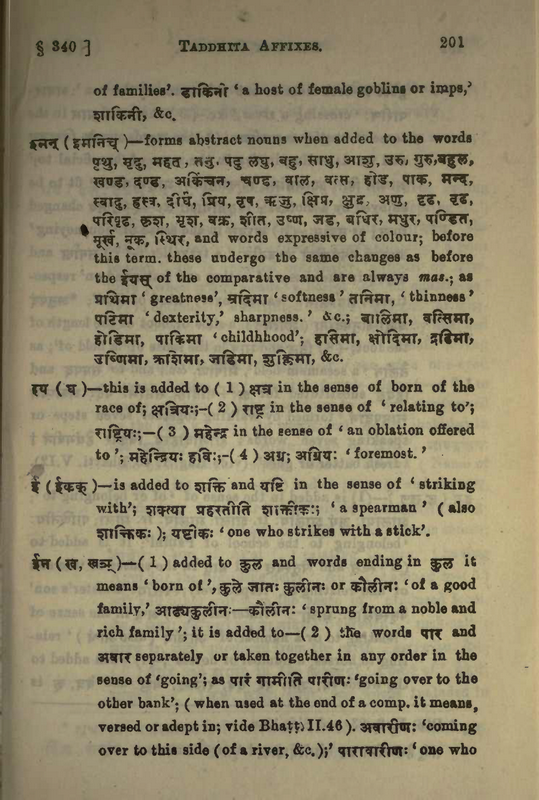 § 340 ] TADDHITA AFFIXES. 201
of families'. डाकिनी ' a host of female goblins or imps,'
शाकिनी, &c.
इमन् ( इमनिच् )—forms abstract nouns when added to the words
पृथु, मृदु, महत्, तनु, पटु लघु, बहु, साधु, आशु, उरु, गुरु, बहुल,
खण्ड, दण्ड, अकिंचन, चण्ड, बाल, वत्स, होड, पाक, मन्द,
स्वादु, ह्रस्व, दीर्घ, प्रिय, वृष, ऋजु, क्षिप्र, क्षुद्र, अणु, दृढ, वृढ,
परिवृढ, कृश, भृश, वक्र, शीत, उष्ण, जड, बधिर, मधुर, पण्डित,
मूर्ख, मूक, स्थिर, and words expressive of colour; before
this term. these undergo the same changes as before
the ईयस् of the comparative and are always mas.; as
प्रथिमा ' greatness', म्रदिमा ' softness ' तनिमा, ' thinness '
पटिमा ' dexterity,' sharpness. ' &c.; बालिमा, वत्सिमा,
होडिमा, पाकिमा ' childhhood'; ह्रसिमा, क्षोदिमा, द्रढिमा,
उष्णिमा, क्रशिमा, जडिमा, शुक्लिमा, &c.
इय ( घ )—this is added to ( 1 ) क्षत्र in the sense of born of the
race of; क्षत्रियः;-( 2 ) राष्ट्र in the sense of ' relating to';
राष्ट्रियः;—( 3 ) महेन्द्र in the sense of ' an oblation offered
to '; महेन्द्रियः हविः;-( 4 ) अग्र; अग्रियः ' foremost. '
ई ( ईकक् )—is added to शक्ति and यष्टि in the sense of ' striking
with'; शक्त्या प्रहरतीति शाक्तीकः; ' a spearman ' ( also
शाक्तिकः ); यष्टीकः ' one who strikes with a stick'.
ईन ( ख, खञ् )—( 1 ) added to कुल and words ending in कुल it
means ' born of ', कुले जातः कुलीनः or कौलीनः ' of a good
family,' आढ्यकुलीनः—कौलीनः ' sprung from a noble and
rich family '; it is added to—( 2 ) the words पार and
अवार separately or taken together in any order in the
sense of 'going'; as पारं गामीति पारीणः 'going over to the
other bank'; ( when used at the end of a comp. it means,
versed or adept in; vide Bhaṭṭi II.46 ). अवारीणः 'coming
over to this side (of a river, &c.);' पारावारीणः ' one who